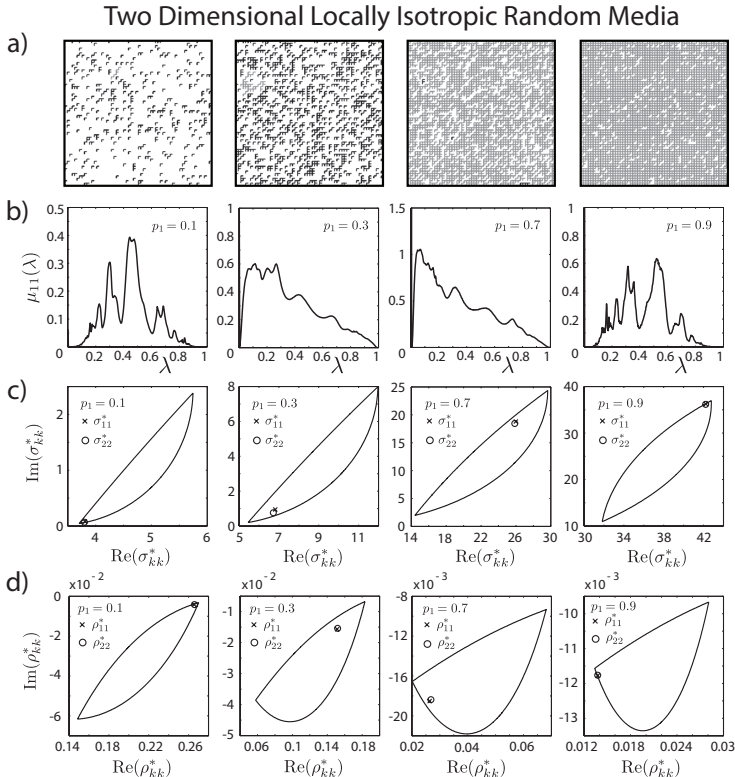 Two Dimensional Locally Isotropic Random Media
a)
b)
μ₁₁(λ)
0.5
0.4
0.3
0.2
0.1
0
p₁ = 0.1
0 0.2 0.4 0.6 0.8 1
λ
1
0.8
0.6
0.4
0.2
0
p₁ = 0.3
0.2 0.4 0.6 0.8 1
λ
1.5
1
0.5
0
p₁ = 0.7
0.2 0.4 0.6 0.8 1
λ
1
0.8
0.6
0.4
0.2
0
p₁ = 0.9
0.2 0.4 0.6 0.8 1
λ
c)
Im(σ*kk)
2
1
0
p₁ = 0.1
× σ*₁₁
○ σ*₂₂
4 5 6
Re(σ*kk)
8
6
4
2
0
p₁ = 0.3
× σ*₁₁
○ σ*₂₂
5 7 9 11
Re(σ*kk)
25
20
15
10
5
0
p₁ = 0.7
× σ*₁₁
○ σ*₂₂
14 18 22 26 30
Re(σ*kk)
40
30
20
10
p₁ = 0.9
× σ*₁₁
○ σ*₂₂
30 34 38 42
Re(σ*kk)
d)
Im(ρ*kk)
x10⁻²
0
-2
-4
-6
p₁ = 0.1
× ρ*₁₁
○ ρ*₂₂
0.14 0.18 0.22 0.26
Re(ρ*kk)
x10⁻²
0
-1
-2
-3
-4
-5
p₁ = 0.3
× ρ*₁₁
○ ρ*₂₂
0.06 0.10 0.14 0.18
Re(ρ*kk)
x10⁻³
-8
-12
-16
-20
p₁ = 0.7
× ρ*₁₁
○ ρ*₂₂
0.02 0.04 0.06
Re(ρ*kk)
x10⁻³
-9
-10
-11
-12
-13
p₁ = 0.9
× ρ*₁₁
○ ρ*₂₂
0.013 0.018 0.023 0.028
Re(ρ*kk)